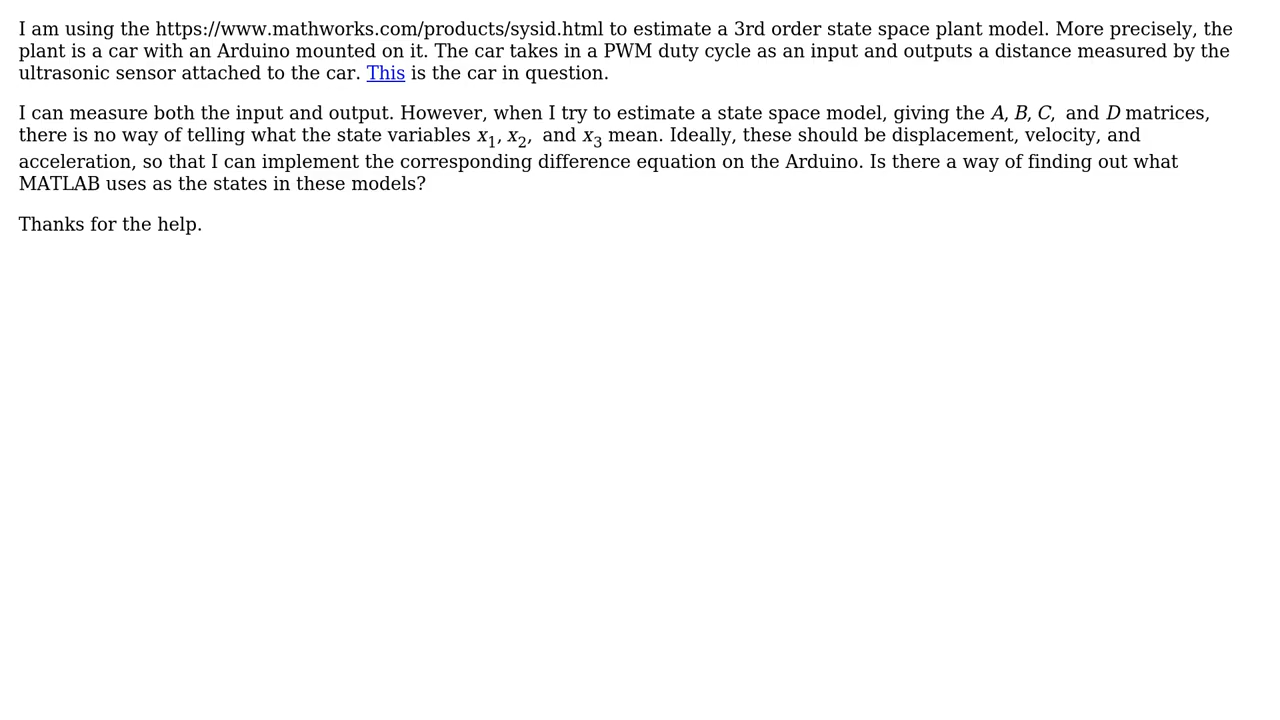 I am using the https://www.mathworks.com/products/sysid.html to estimate a 3rd order state space plant model. More precisely, the
plant is a car with an Arduino mounted on it. The car takes in a PWM duty cycle as an input and outputs a distance measured by the
ultrasonic sensor attached to the car. This is the car in question.
I can measure both the input and output. However, when I try to estimate a state space model, giving the A, B, C, and D matrices,
there is no way of telling what the state variables x1, x2, and x3 mean. Ideally, these should be displacement, velocity, and
acceleration, so that I can implement the corresponding difference equation on the Arduino. Is there a way of finding out what
MATLAB uses as the states in these models?
Thanks for the help.